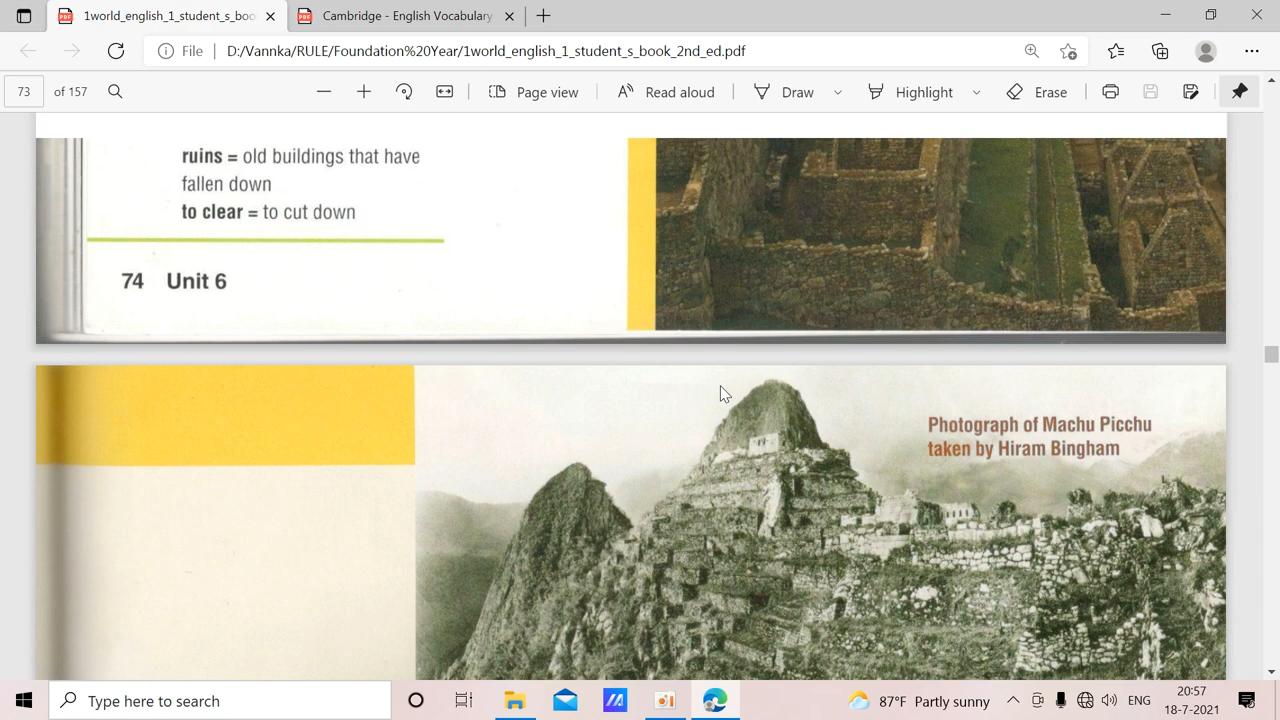 1world_english_1_student_s_boo
Cambridge - English Vocabulary
File
D:/Vannka/RULE/Foundation%20Year/1world_english_1_student_s_book_2nd_ed.pdf
73 of 157
Page view
Read aloud
Draw
Highlight
Erase
ruins = old buildings that have
fallen down
to clear = to cut down
74 Unit 6
Photograph of Machu Picchu
taken by Hiram Bingham
Type here to search
87°F Partly sunny
ENG
20:57
18-7-2021